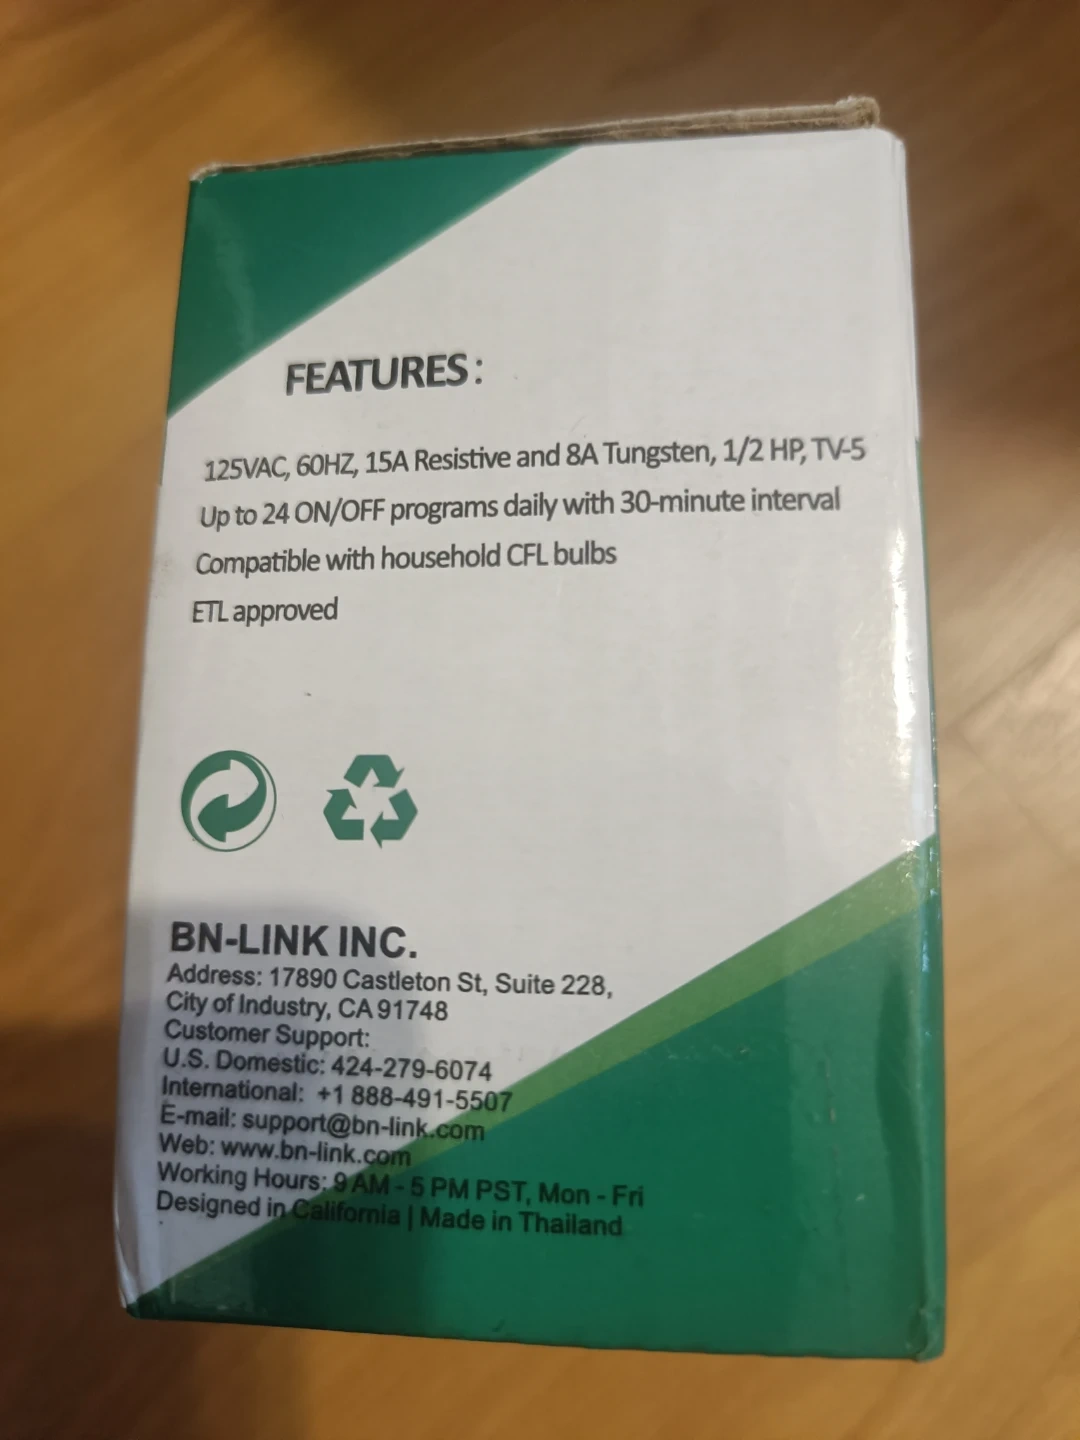 FEATURES:
125VAC, 60HZ, 15A Resistive and 8A Tungsten, 1/2 HP, TV-5
Up to 24 ON/OFF programs daily with 30-minute interval
Compatible with household CFL bulbs
ETL approved
BN-LINK INC.
Address: 17890 Castleton St, Suite 228,
City of Industry, CA 91748
Customer Support:
U.S. Domestic: 424-279-6074
International: +1 888-491-5507
E-mail: support@bn-link.com
Web: www.bn-link.com
Working Hours: 9 AM - 5 PM PST, Mon - Fri
Designed in California | Made in Thailand